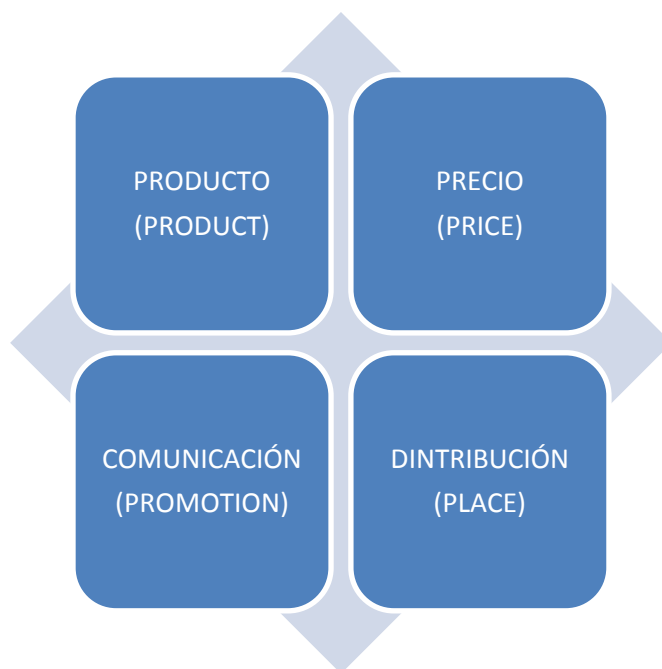 PRODUCTO
(PRODUCT)
PRECIO
(PRICE)
COMUNICACIÓN
(PROMOTION)
DINTRIBUCIÓN
(PLACE)